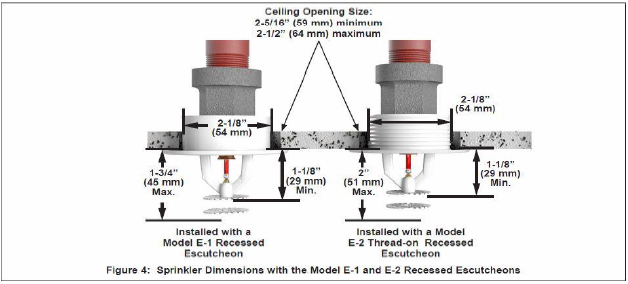 Ceiling Opening Size:
2-5/16” (59 mm) minimum
2-1/2” (64 mm) maximum
2-1/8”
(54 mm)
2-1/8”
(54 mm)
1-3/4”
(45 mm)
Max.
1-1/8”
(29 mm)
Min.
2”
(51 mm)
Max.
1-1/8”
(29 mm)
Min.
Installed with a
Model E-1 Recessed
Escutcheon
Installed with a Model
E-2 Thread-on Recessed
Escutcheon
Figure 4: Sprinkler Dimensions with the Model E-1 and E-2 Recessed Escutcheons